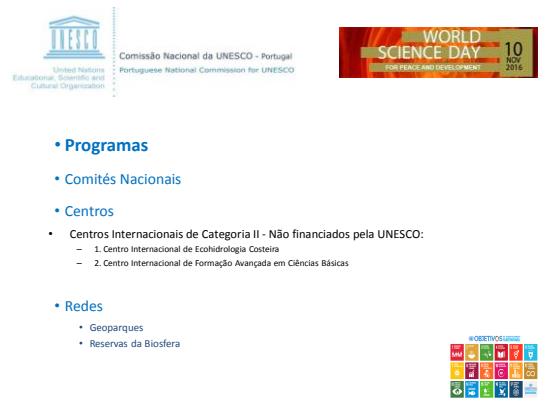 UNESCO
United Nations
Educational, Scientific and
Cultural Organization
Comissão Nacional da UNESCO - Portugal
Portuguese National Commission for UNESCO
WORLD
SCIENCE DAY
FOR PEACE AND DEVELOPMENT
10
NOV
2016
• Programas
• Comités Nacionais
• Centros
• Centros Internacionais de Categoria II - Não financiados pela UNESCO:
– 1. Centro Internacional de Ecohidrologia Costeira
– 2. Centro Internacional de Formação Avançada em Ciências Básicas
• Redes
• Geoparques
• Reservas da Biosfera
OBJETIVOS